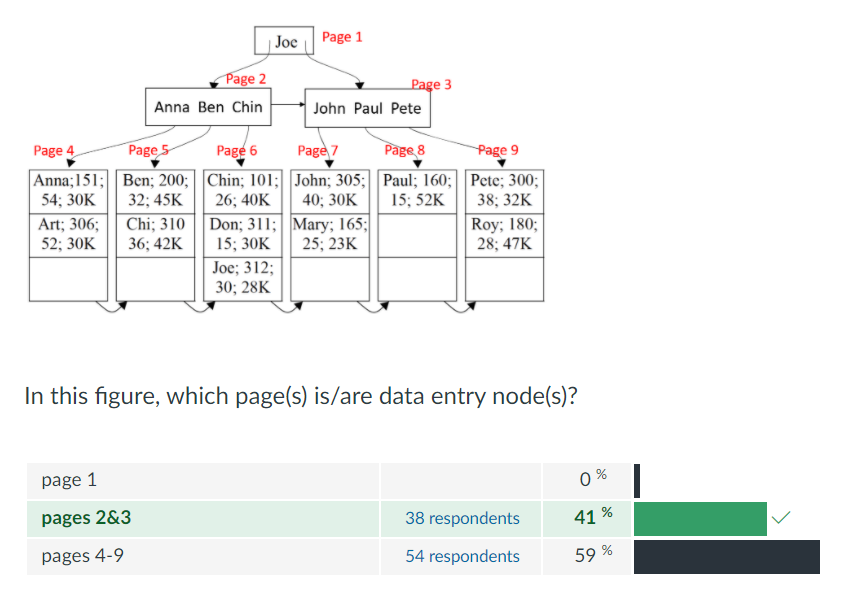 Joe Page 1
Page 2
Page 3
Anna Ben Chin
John Paul Pete
Page 4 Page 5 Page 6 Page 7 Page 8 Page 9
Anna;151; Ben; 200; Chin; 101; John; 305; Paul; 160; Pete; 300;
54; 30K 32; 45K 26; 40K 40; 30K 15; 52K 38; 32K
Art; 306; Chi; 310 Don; 311; Mary; 165; Roy; 180;
52; 30K 36; 42K 15; 30K 25; 23K 28; 47K
Joe; 312;
30; 28K
In this figure, which page(s) is/are data entry node(s)?
page 1 0 %
pages 2&3 38 respondents 41 %
pages 4-9 54 respondents 59 %